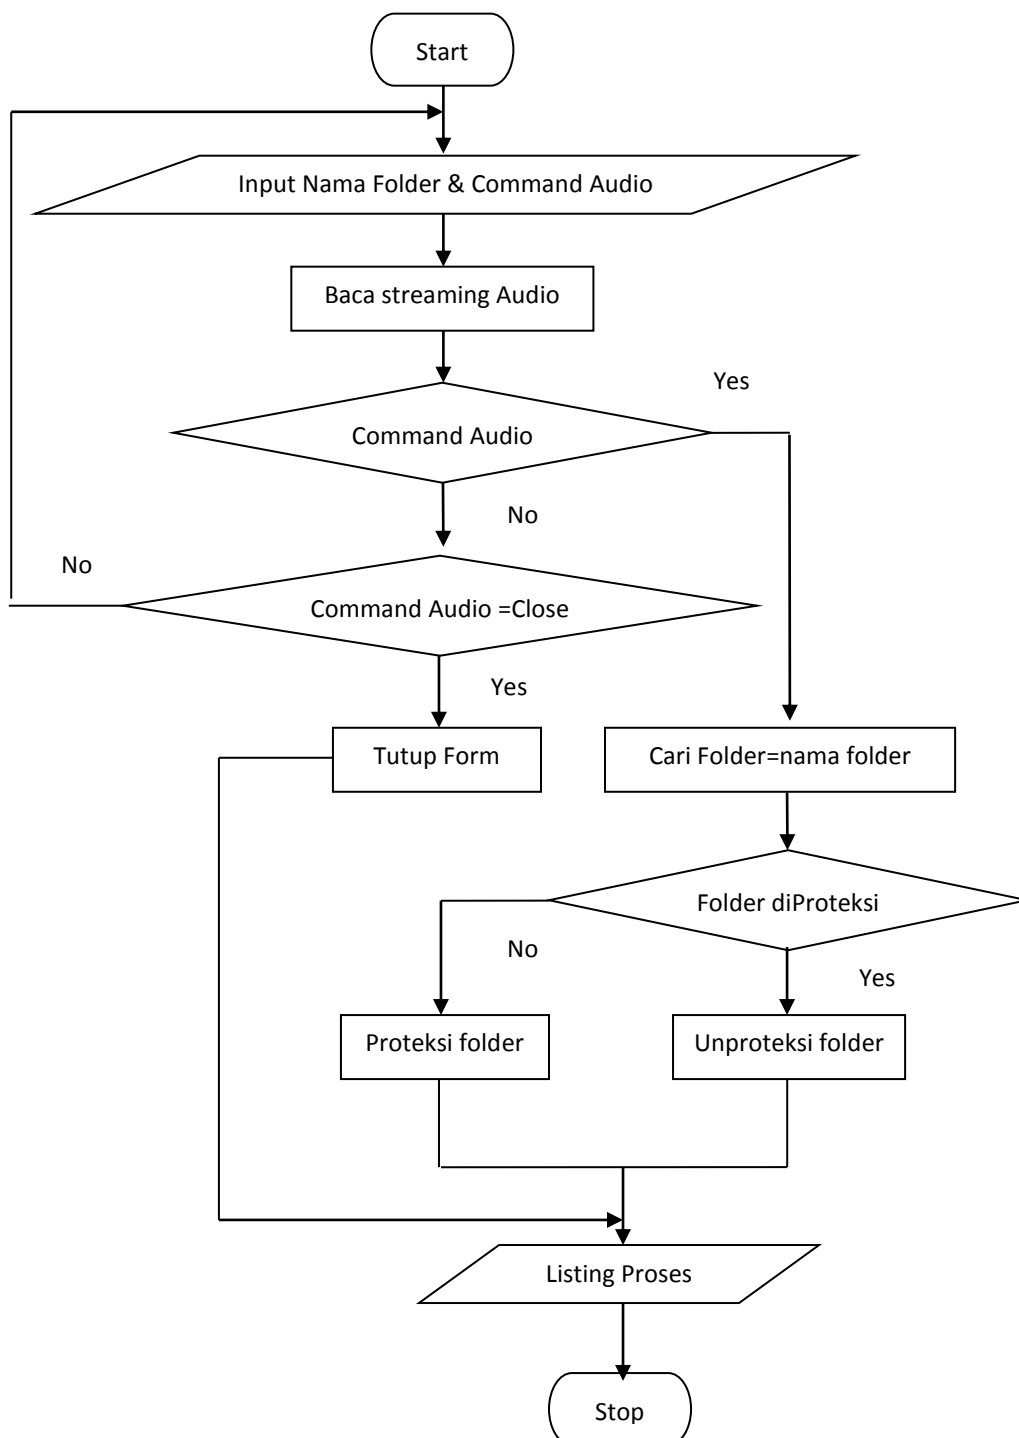 Start
Input Nama Folder & Command Audio
Baca streaming Audio
Yes
Command Audio
No
No
Command Audio =Close
Yes
Tutup Form
Cari Folder=nama folder
Folder diProteksi
No
Yes
Proteksi folder
Unproteksi folder
Listing Proses
Stop